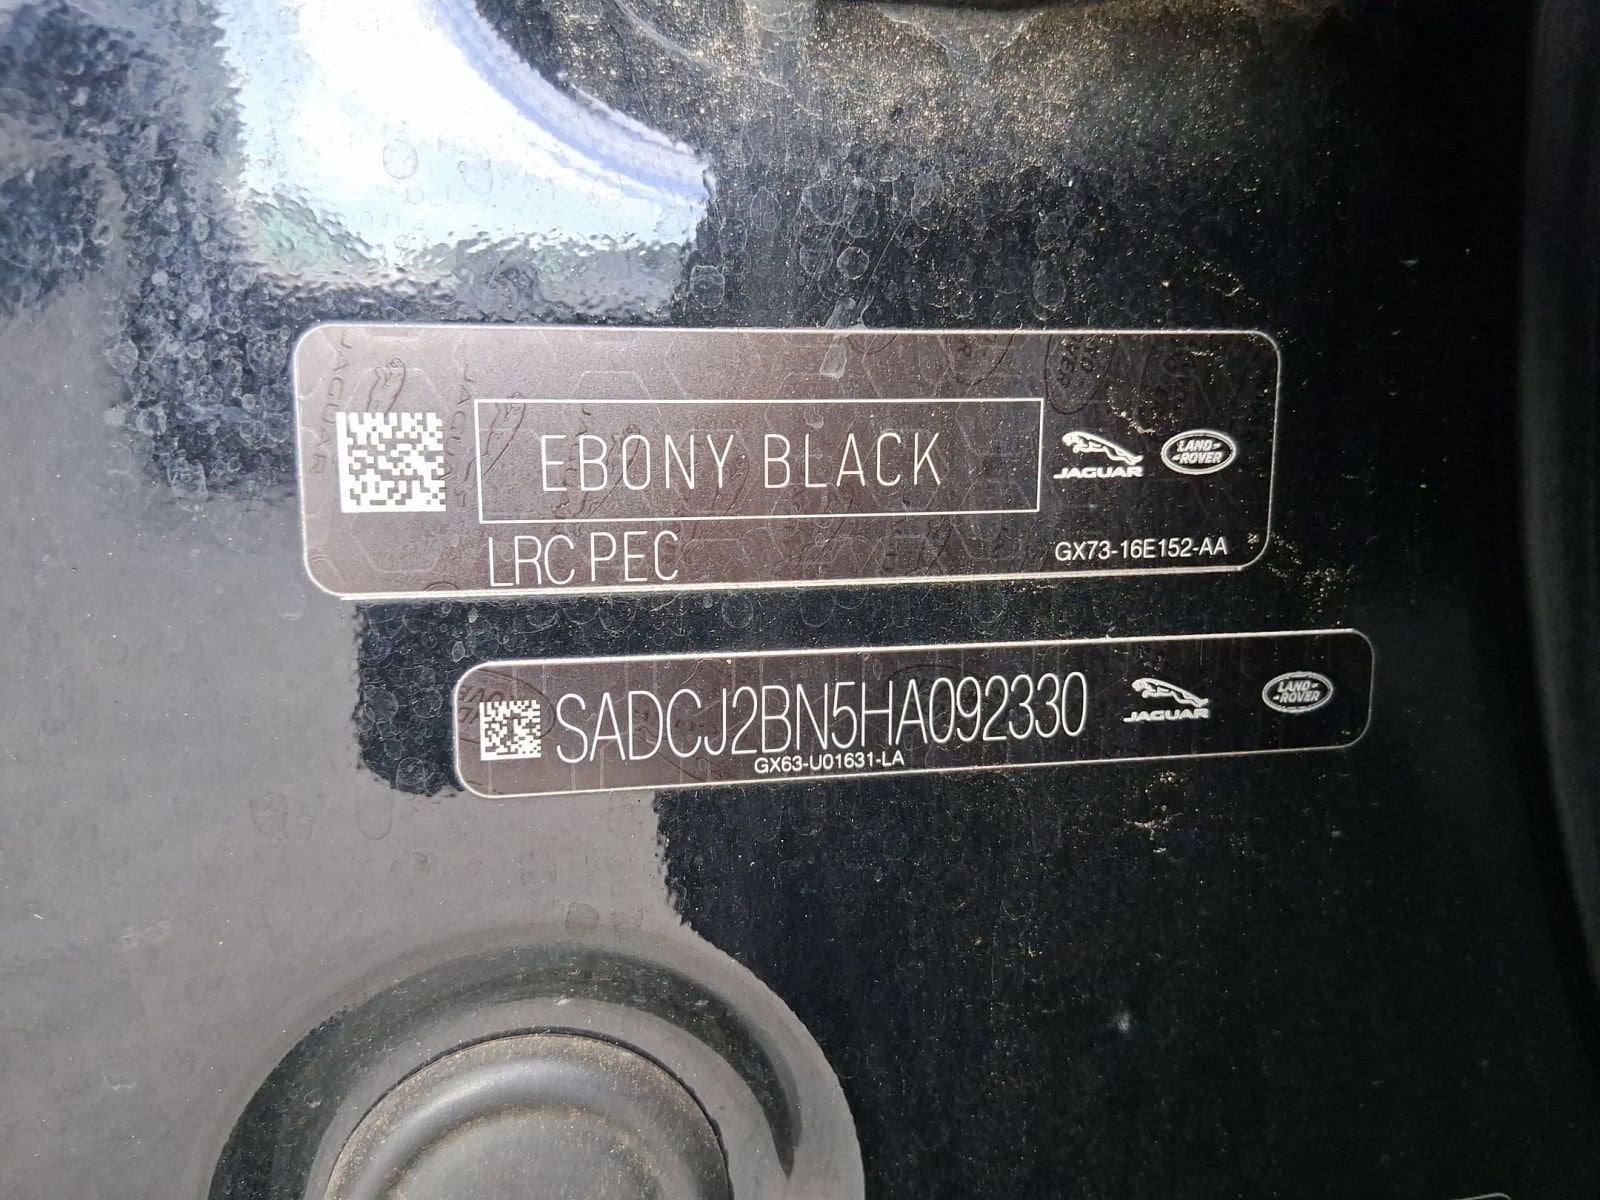 EBONY BLACK
JAGUAR
LAND-
-ROVER
LRC PEC
GX73-16E152-AA
SADCJ2BN5HA092330
JAGUAR
LAND-
-ROVER
GX63-U01631-LA